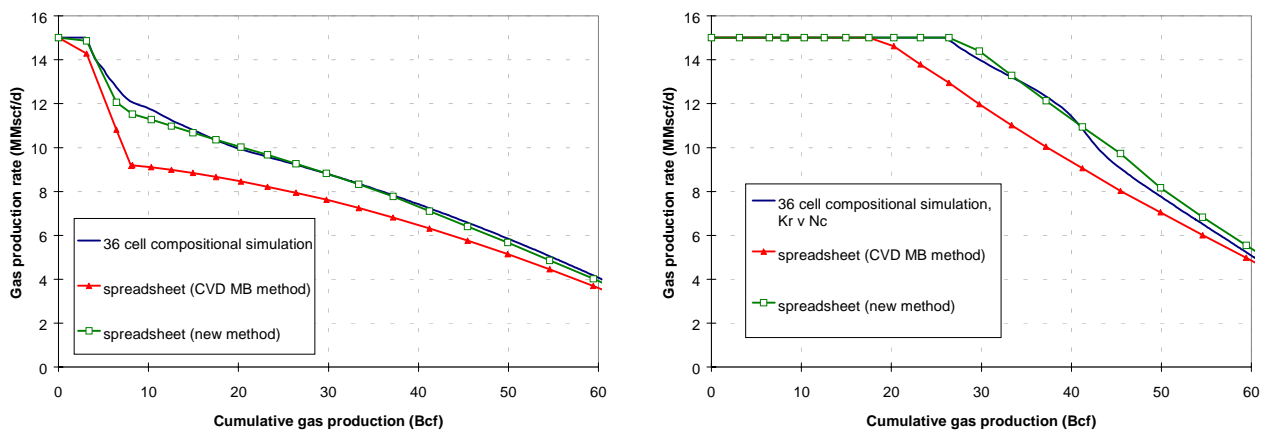 16
14
12
10
8
6
4
2
0
Gas production rate (MMscf/d)
36 cell compositional simulation
spreadsheet (CVD MB method)
spreadsheet (new method)
0 10 20 30 40 50 60
Cumulative gas production (Bcf)
16
14
12
10
8
6
4
2
0
Gas production rate (MMscf/d)
36 cell compositional simulation,
Kr v Nc
spreadsheet (CVD MB method)
spreadsheet (new method)
0 10 20 30 40 50 60
Cumulative gas production (Bcf)